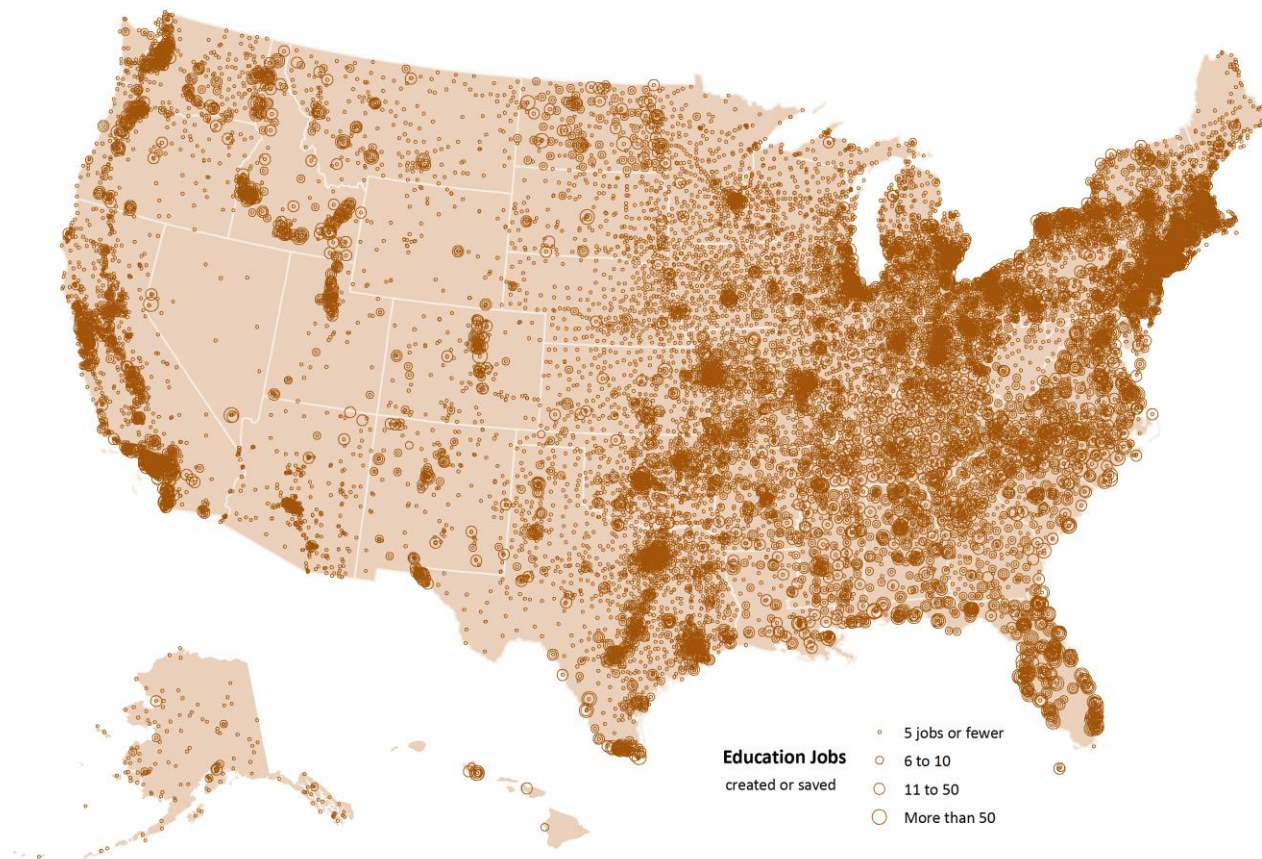 Education Jobs
created or saved
5 jobs or fewer
6 to 10
11 to 50
More than 50